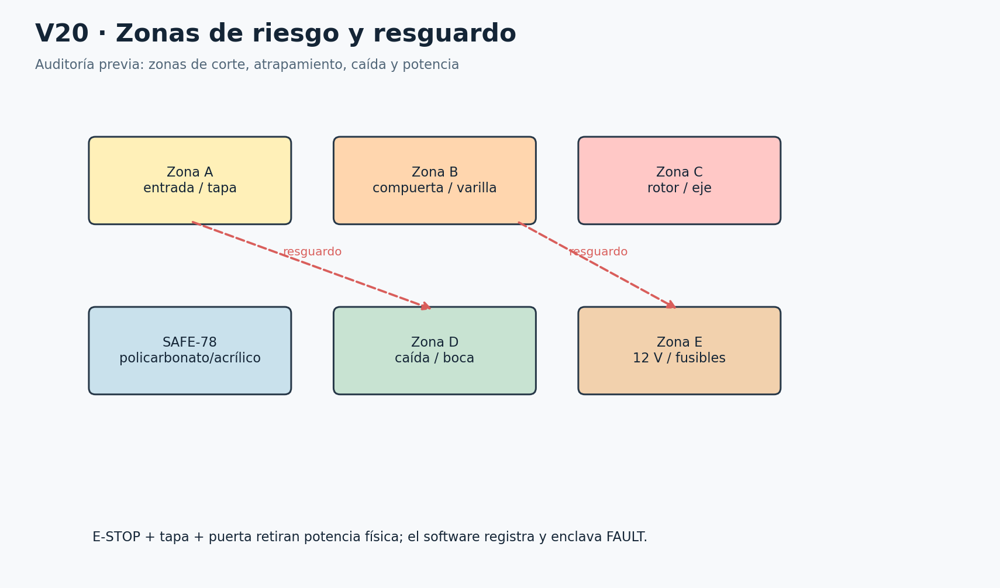 V20 · Zonas de riesgo y resguardo
Auditoría previa: zonas de corte, atrapamiento, caída y potencia
Zona A
entrada / tapa
Zona B
compuerta / varilla
Zona C
rotor / eje
resguardo
resguardo
SAFE-78
policarbonato/acrílico
Zona D
caída / boca
Zona E
12 V / fusibles
E-STOP + tapa + puerta retiran potencia física; el software registra y enclava FAULT.